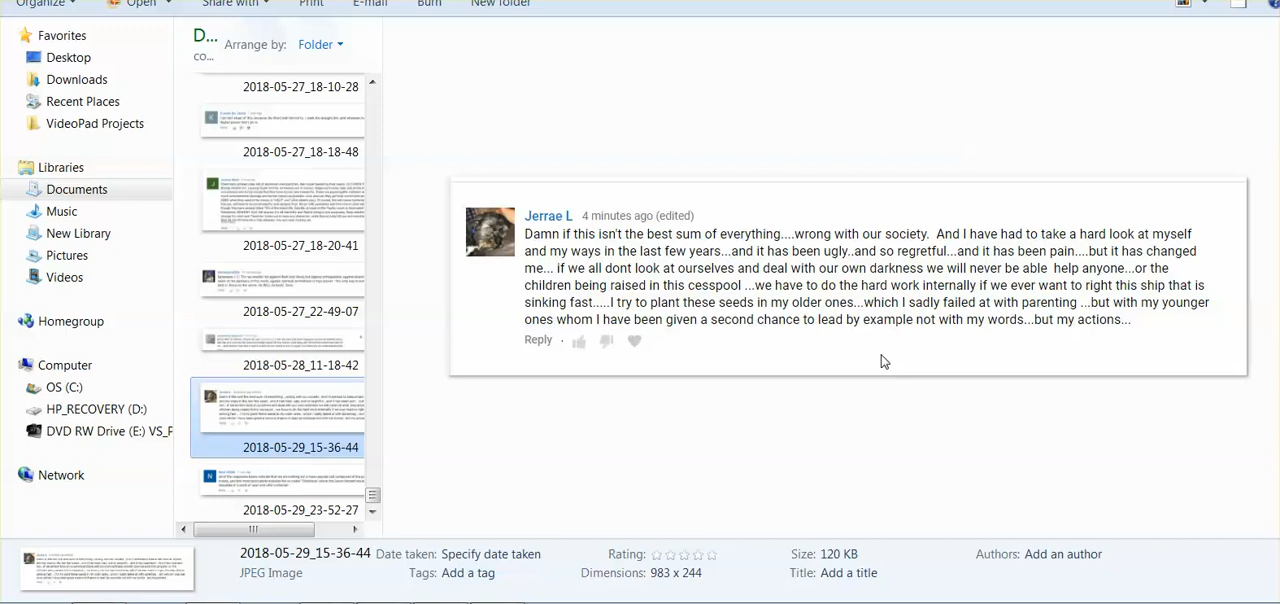 Organize
Open
Share with
Print
E-mail
Burn
New folder
Favorites
Desktop
Downloads
Recent Places
VideoPad Projects
Libraries
Documents
Music
New Library
Pictures
Videos
Homegroup
Computer
OS (C:)
HP_RECOVERY (D:)
DVD RW Drive (E:) VS_P
Network
D...
co...
Arrange by: Folder
2018-05-27_18-10-28
2018-05-27_18-18-48
2018-05-27_18-20-41
2018-05-27_22-49-07
2018-05-28_11-18-42
2018-05-29_15-36-44
2018-05-29_23-52-27
Jerrae L 4 minutes ago (edited)
Damn if this isn't the best sum of everything....wrong with our society. And I have had to take a hard look at myself
and my ways in the last few years...and it has been ugly..and so regretful...and it has been pain....but it has changed
me... if we all dont look at ourselves and deal with our own darkness we will never be able help anyone...or the
children being raised in this cesspool ...we have to do the hard work internally if we ever want to right this ship that is
sinking fast.....I try to plant these seeds in my older ones...which I sadly failed at with parenting ...but with my younger
ones whom I have been given a second chance to lead by example not with my words...but my actions...
Reply
2018-05-29_15-36-44 Date taken: Specify date taken Rating: Size: 120 KB Authors: Add an author
JPEG Image Tags: Add a tag Dimensions: 983 x 244 Title: Add a title